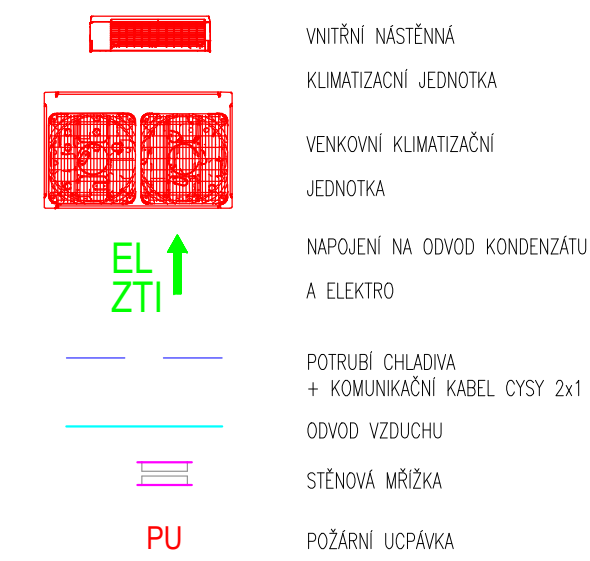 VNITŘNÍ NÁSTĚNNÁ
KLIMATIZACNÍ JEDNOTKA
VENKOVNÍ KLIMATIZAČNÍ
JEDNOTKA
EL
ZTI
NAPOJENÍ NA ODVOD KONDENZÁTU
A ELEKTRO
POTRUBÍ CHLADIVA
+ KOMUNIKAČNÍ KABEL CYSY 2x1
ODVOD VZDUCHU
STĚNOVÁ MŘÍŽKA
PU
POŽÁRNÍ UCPÁVKA